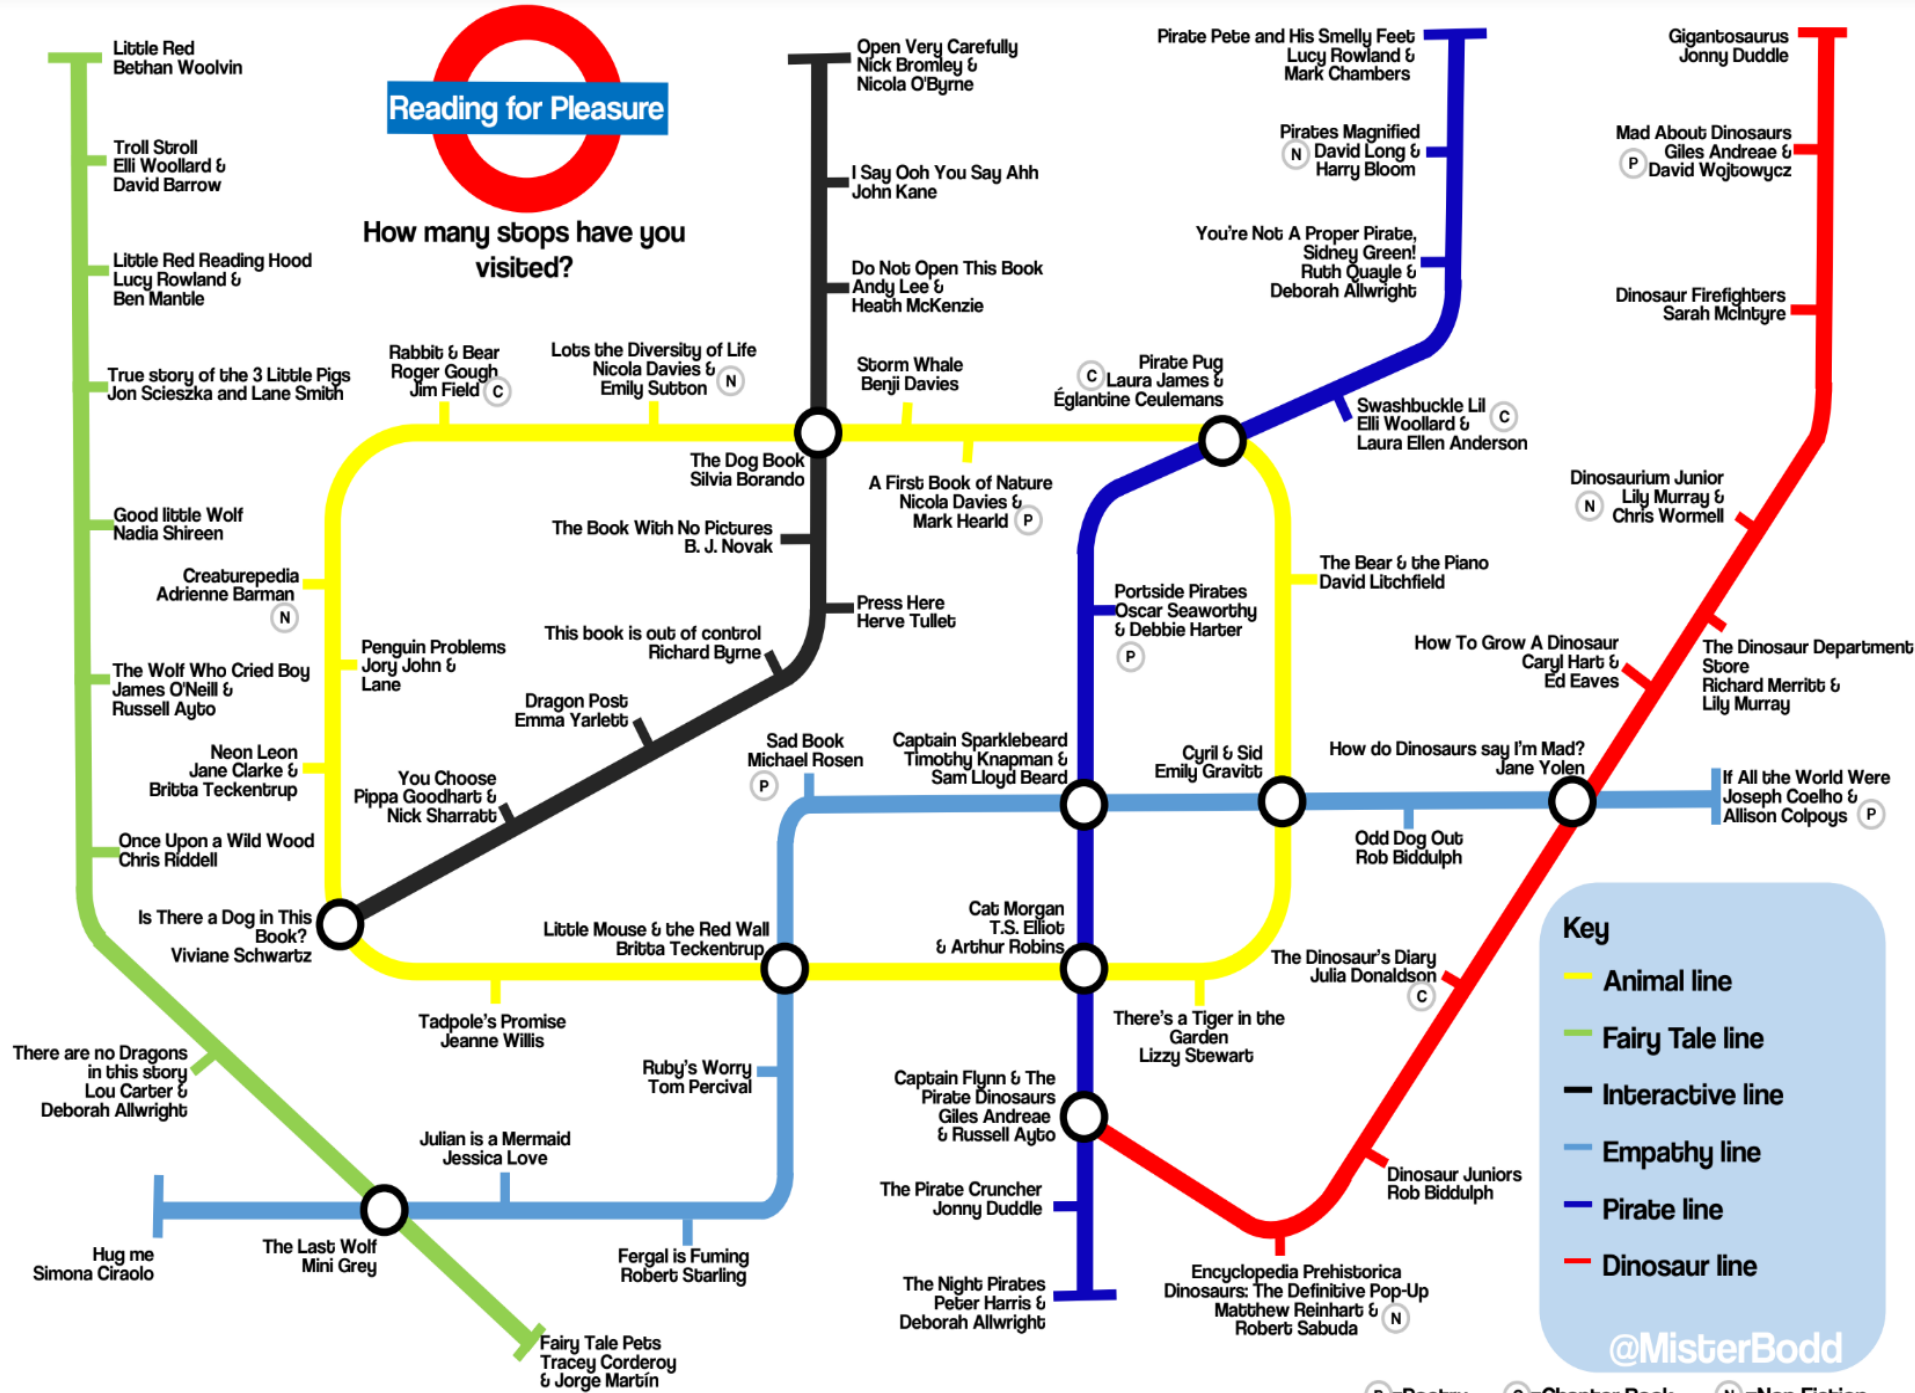 Little Red
Bethan Woolvin
Troll Stroll
Elli Woollard &
David Barrow
Little Red Reading Hood
Lucy Rowland &
Ben Mantle
True story of the 3 Little Pigs
Jon Scieszka and Lane Smith
Good little Wolf
Nadia Shireen
The Wolf Who Cried Boy
James O'Neill &
Russell Ayto
Once Upon a Wild Wood
Chris Riddell
There are no Dragons
in this story
Lou Carter &
Deborah Allwright
The Last Wolf
Mini Grey
Fairy Tale Pets
Tracey Corderoy
& Jorge Martín
Hug me
Simona Ciraolo
Julian is a Mermaid
Jessica Love
Fergal is Fuming
Robert Starling
Ruby's Worry
Tom Percival
Reading for Pleasure
How many stops have you
visited?
Rabbit & Bear
Roger Gough
Jim Field
C
Lots the Diversity of Life
Nicola Davies &
Emily Sutton
N
Creaturepedia
Adrienne Barman
N
Penguin Problems
Jory John &
Lane
Neon Leon
Jane Clarke &
Britta Teckentrup
Is There a Dog in This
Book?
Viviane Schwartz
Tadpole's Promise
Jeanne Willis
Little Mouse & the Red Wall
Britta Teckentrup
Open Very Carefully
Nick Bromley &
Nicola O'Byrne
I Say Ooh You Say Ahh
John Kane
Do Not Open This Book
Andy Lee &
Heath McKenzie
The Dog Book
Silvia Borando
The Book With No Pictures
B. J. Novak
Press Here
Herve Tullet
This book is out of control
Richard Byrne
Dragon Post
Emma Yarlett
You Choose
Pippa Goodhart &
Nick Sharratt
Storm Whale
Benji Davies
A First Book of Nature
Nicola Davies &
Mark Hearld
P
Sad Book
Michael Rosen
P
Pirate Pete and His Smelly Feet
Lucy Rowland &
Mark Chambers
Pirates Magnified
N
David Long &
Harry Bloom
You're Not A Proper Pirate,
Sidney Green!
Ruth Quayle &
Deborah Allwright
Pirate Pug
C
Laura James &
Églantine Ceulemans
Swashbuckle Lil
C
Elli Woollard &
Laura Ellen Anderson
Portside Pirates
Oscar Seaworthy
& Debbie Harter
P
The Bear & the Piano
David Litchfield
Captain Sparklebeard
Timothy Knapman &
Sam Lloyd Beard
Cyril & Sid
Emily Gravitt
Cat Morgan
T.S. Elliot
& Arthur Robins
There's a Tiger in the
Garden
Lizzy Stewart
Captain Flynn & The
Pirate Dinosaurs
Giles Andreae
& Russell Ayto
The Pirate Cruncher
Jonny Duddle
The Night Pirates
Peter Harris &
Deborah Allwright
Gigantosaurus
Jonny Duddle
Mad About Dinosaurs
Giles Andreae &
P
David Wojtowycz
Dinosaur Firefighters
Sarah McIntyre
Dinosaurium Junior
Lily Murray &
N
Chris Wormell
The Dinosaur Department
Store
Richard Merritt &
Lily Murray
How To Grow A Dinosaur
Caryl Hart &
Ed Eaves
How do Dinosaurs say I'm Mad?
Jane Yolen
If All the World Were
Joseph Coelho &
Allison Colpoys
P
Odd Dog Out
Rob Biddulph
The Dinosaur's Diary
Julia Donaldson
C
Dinosaur Juniors
Rob Biddulph
Encyclopedia Prehistorica
Dinosaurs: The Definitive Pop-Up
Matthew Reinhart &
N
Robert Sabuda
Key
Animal line
Fairy Tale line
Interactive line
Empathy line
Pirate line
Dinosaur line
@MisterBodd
P =Poetry C =Chapter Book N =Non Fiction